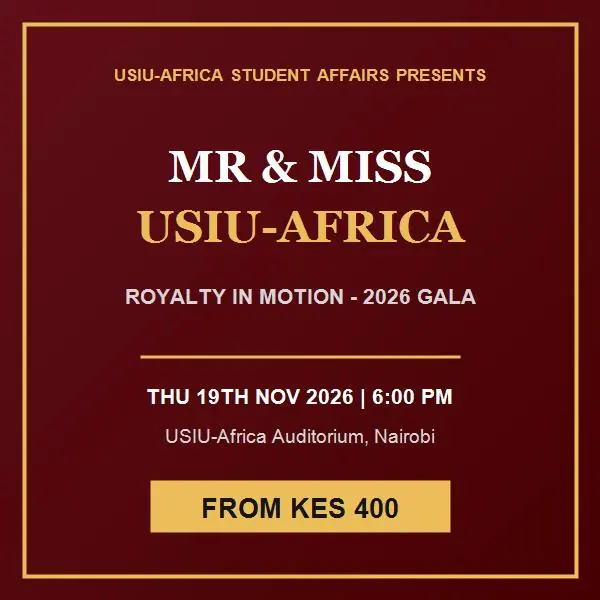 USIU-AFRICA STUDENT AFFAIRS PRESENTS
MR & MISS
USIU-AFRICA
ROYALTY IN MOTION - 2026 GALA
THU 19TH NOV 2026 | 6:00 PM
USIU-Africa Auditorium, Nairobi
FROM KES 400